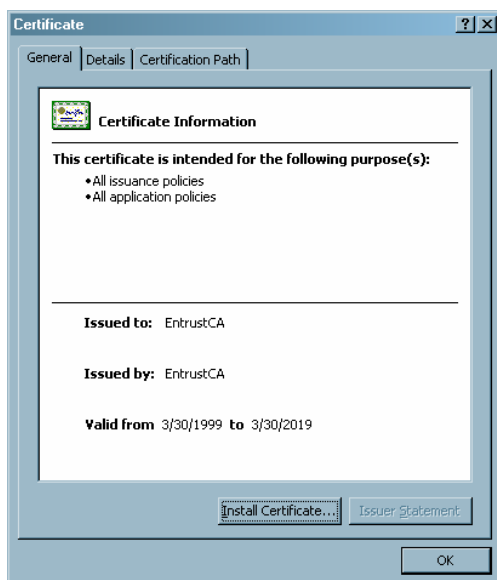 Certificate
General
Details
Certification Path
Certificate Information
This certificate is intended for the following purpose(s):
•All issuance policies
•All application policies
Issued to: EntrustCA
Issued by: EntrustCA
Valid from 3/30/1999 to 3/30/2019
Install Certificate...
Issuer Statement
OK